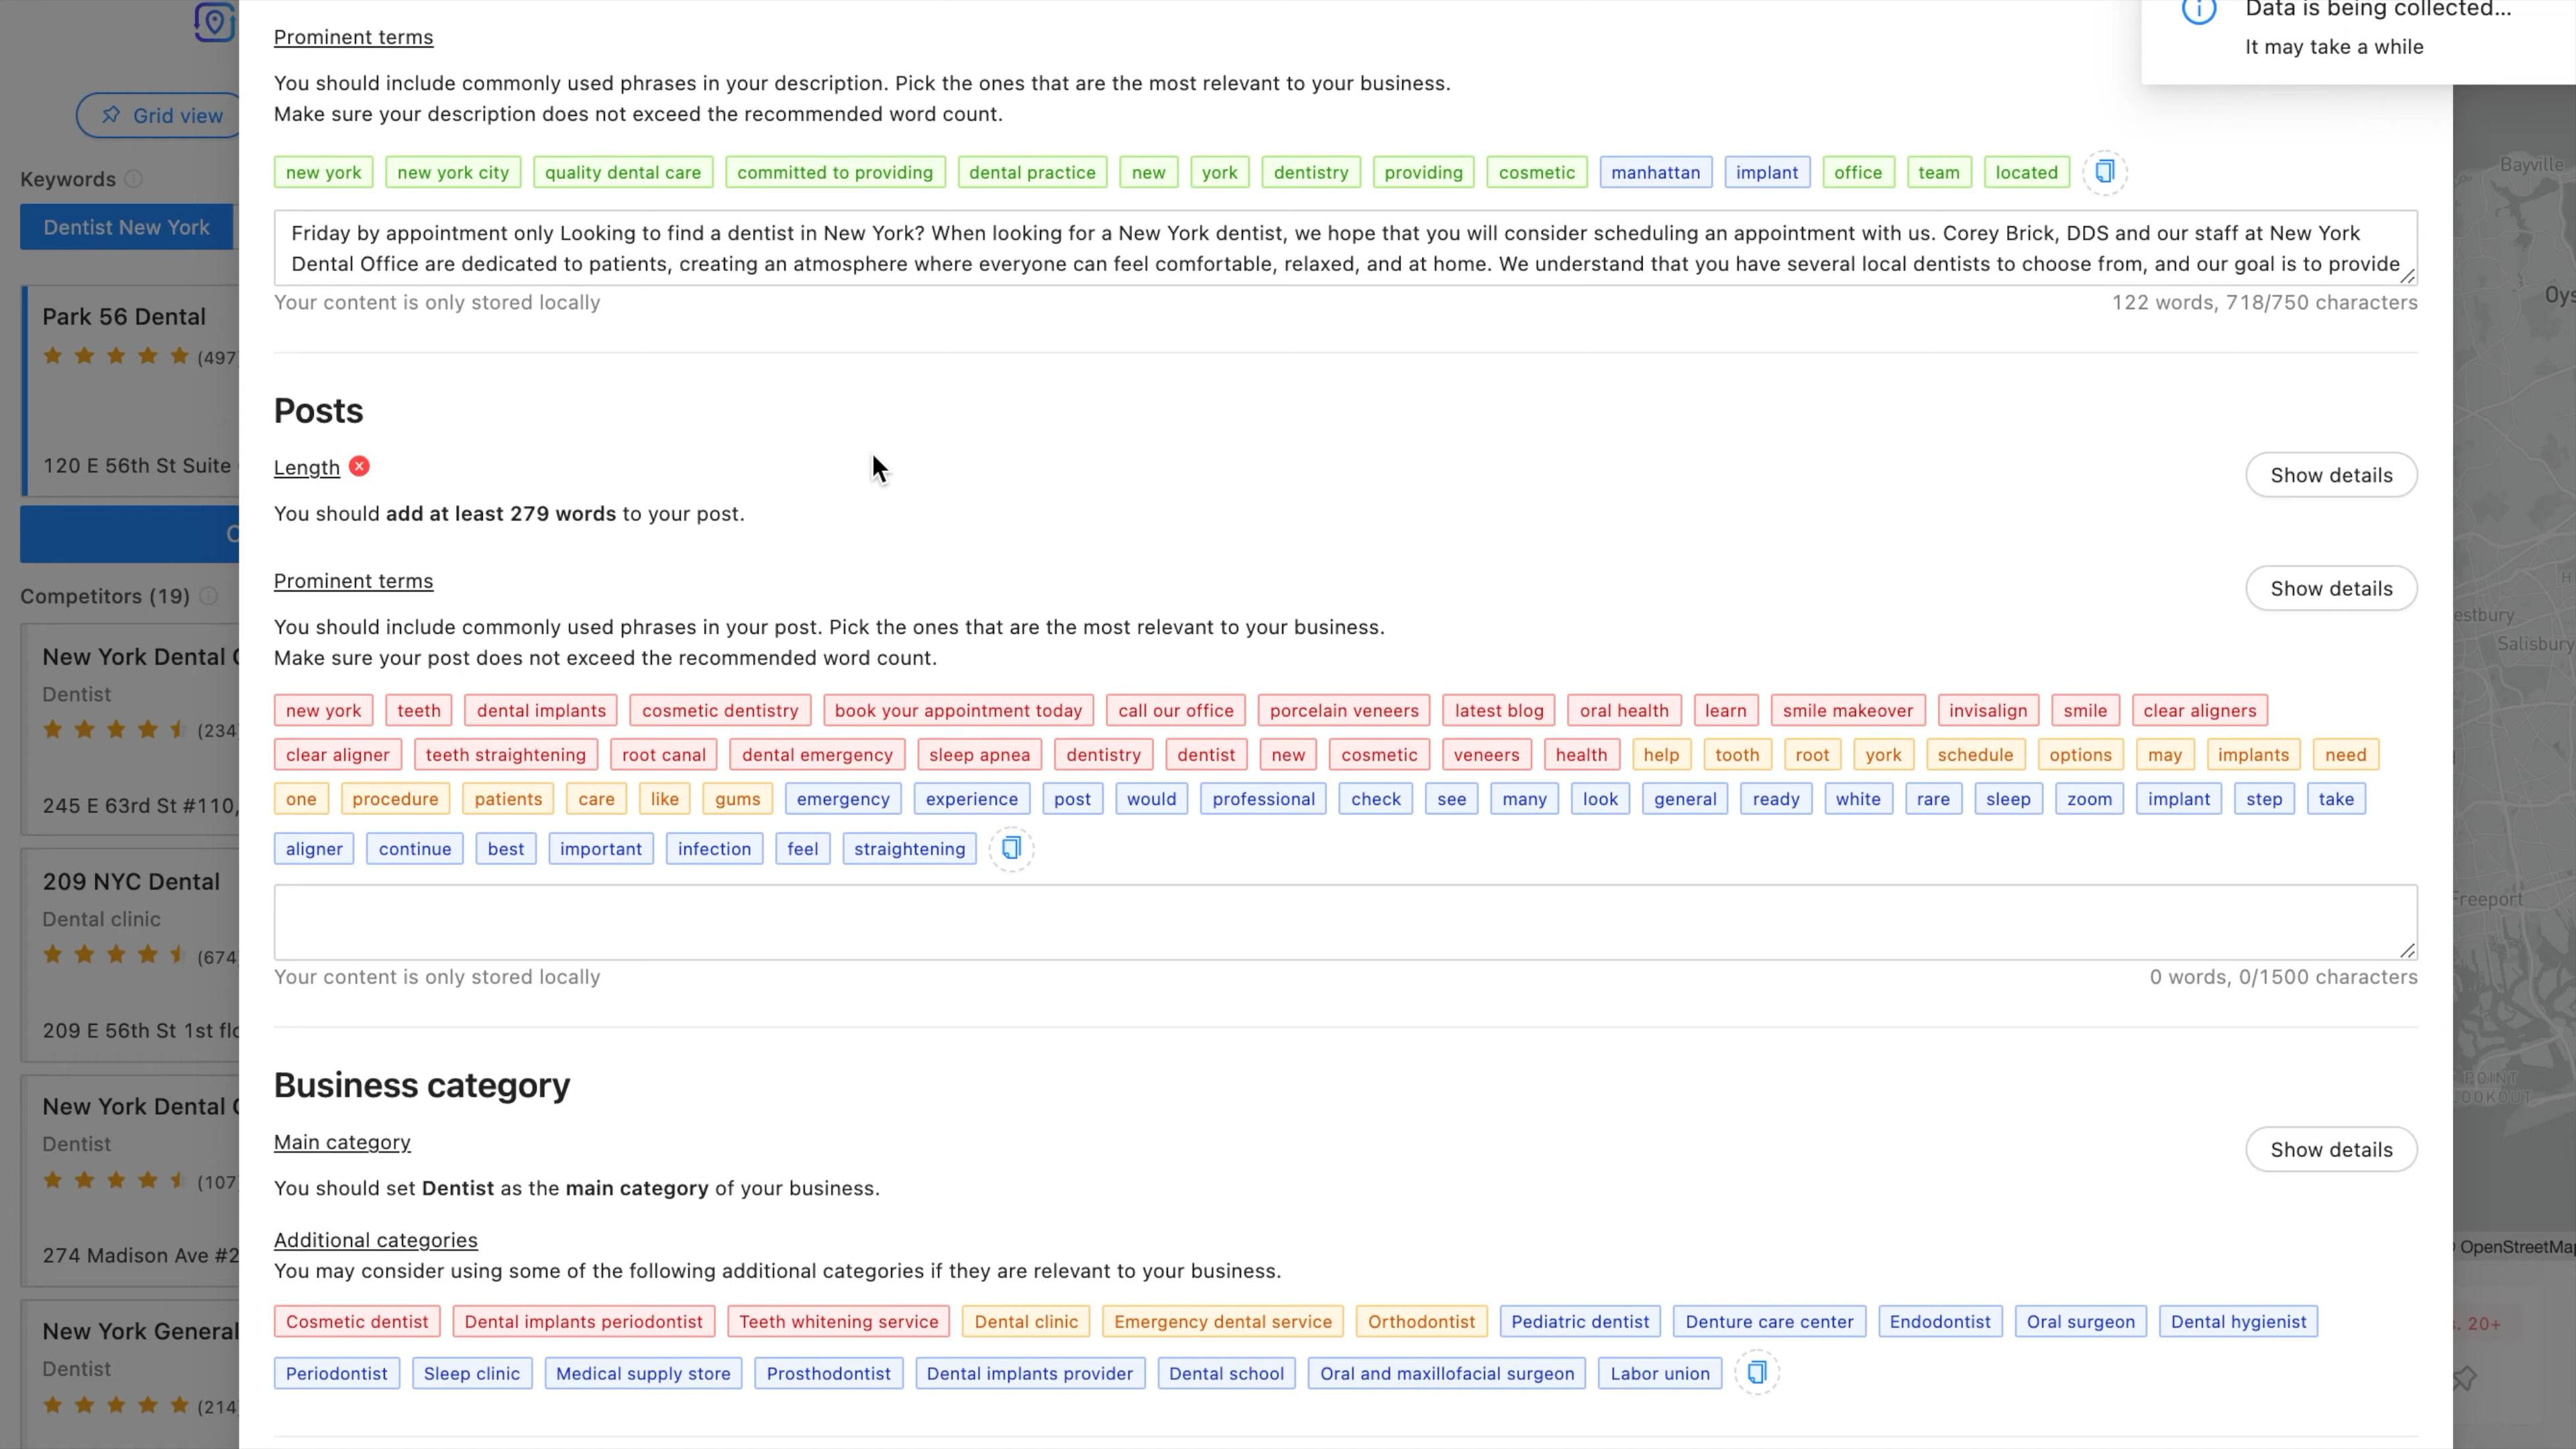 Data is being collected...
It may take a while
Grid view
Keywords
Dentist New York
Park 56 Dental
(497
120 E 56th St Suite
Competitors (19)
New York Dental
Dentist
(234
245 E 63rd St #110,
209 NYC Dental
Dental clinic
(674
209 E 56th St 1st flo
New York Dental
Dentist
(107
274 Madison Ave #2
New York General
Dentist
(214
Prominent terms
You should include commonly used phrases in your description. Pick the ones that are the most relevant to your business.
Make sure your description does not exceed the recommended word count.
new york new york city quality dental care committed to providing dental practice new york dentistry providing cosmetic manhattan implant office team located
Friday by appointment only Looking to find a dentist in New York? When looking for a New York dentist, we hope that you will consider scheduling an appointment with us. Corey Brick, DDS and our staff at New York
Dental Office are dedicated to patients, creating an atmosphere where everyone can feel comfortable, relaxed, and at home. We understand that you have several local dentists to choose from, and our goal is to provide
Your content is only stored locally 122 words, 718/750 characters
Posts
Length Show details
You should add at least 279 words to your post.
Prominent terms Show details
You should include commonly used phrases in your post. Pick the ones that are the most relevant to your business.
Make sure your post does not exceed the recommended word count.
new york teeth dental implants cosmetic dentistry book your appointment today call our office porcelain veneers latest blog oral health learn smile makeover invisalign smile clear aligners
clear aligner teeth straightening root canal dental emergency sleep apnea dentistry dentist new cosmetic veneers health help tooth root york schedule options may implants need
one procedure patients care like gums emergency experience post would professional check see many look general ready white rare sleep zoom implant step take
aligner continue best important infection feel straightening
Your content is only stored locally 0 words, 0/1500 characters
Business category
Main category Show details
You should set Dentist as the main category of your business.
Additional categories
You may consider using some of the following additional categories if they are relevant to your business.
Cosmetic dentist Dental implants periodontist Teeth whitening service Dental clinic Emergency dental service Orthodontist Pediatric dentist Denture care center Endodontist Oral surgeon Dental hygienist
Periodontist Sleep clinic Medical supply store Prosthodontist Dental implants provider Dental school Oral and maxillofacial surgeon Labor union
Bayville
Oys
estbury
Salisbury
Freeport
POINT
LOOKOUT
OpenStreetMap
s. 20+